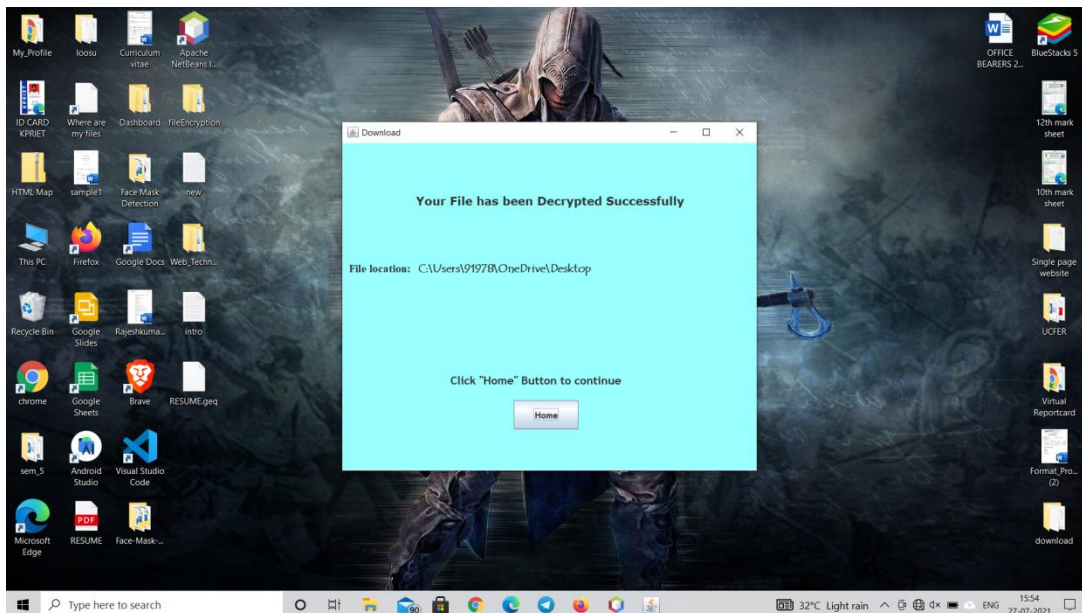 My_Profile
loosu
Curriculum
vitae
Apache
NetBeans I...
ID CARD
KPRIET
Where are
my files
Dashboard
fileEncryption
HTML Map
sample1
Face Mask
Detection
new
This PC
Firefox
Google Docs
Web_Techn...
Recycle Bin
Google
Slides
Rajeshkuma...
intro
chrome
Google
Sheets
Brave
RESUME.geq
sem_5
Android
Studio
Visual Studio
Code
Microsoft
Edge
PDF
RESUME
Face-Mask-...
Download
Your File has been Decrypted Successfully
File location: C:\Users\91978\OneDrive\Desktop
Click "Home" Button to continue
Home
OFFICE
BEARERS 2...
BlueStacks 5
12th mark
sheet
10th mark
sheet
Single page
website
UCFER
Virtual
Reportcard
Format_Pro...
(2)
download
Type here to search
90
32°C Light rain
ENG
15:54
27-07-2021